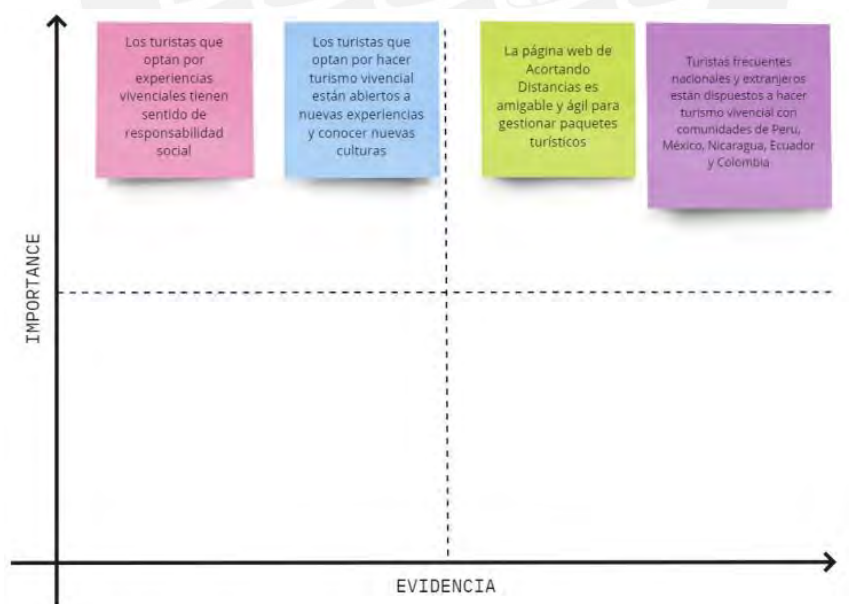 Los turistas que
optan por
experiencias
vivenciales tienen
sentido de
responsabilidad
social
Los turistas que
optan por hacer
turismo vivencial
están abiertos a
nuevas experiencias
y conocer nuevas
culturas
La página web de
Acortando
Distancias es
amigable y ágil para
gestionar paquetes
turísticos
Turistas frecuentes
nacionales y extranjeros
están dispuestos a hacer
turismo vivencial con
comunidades de Peru,
México, Nicaragua, Ecuador
y Colombia
IMPORTANCE
EVIDENCIA